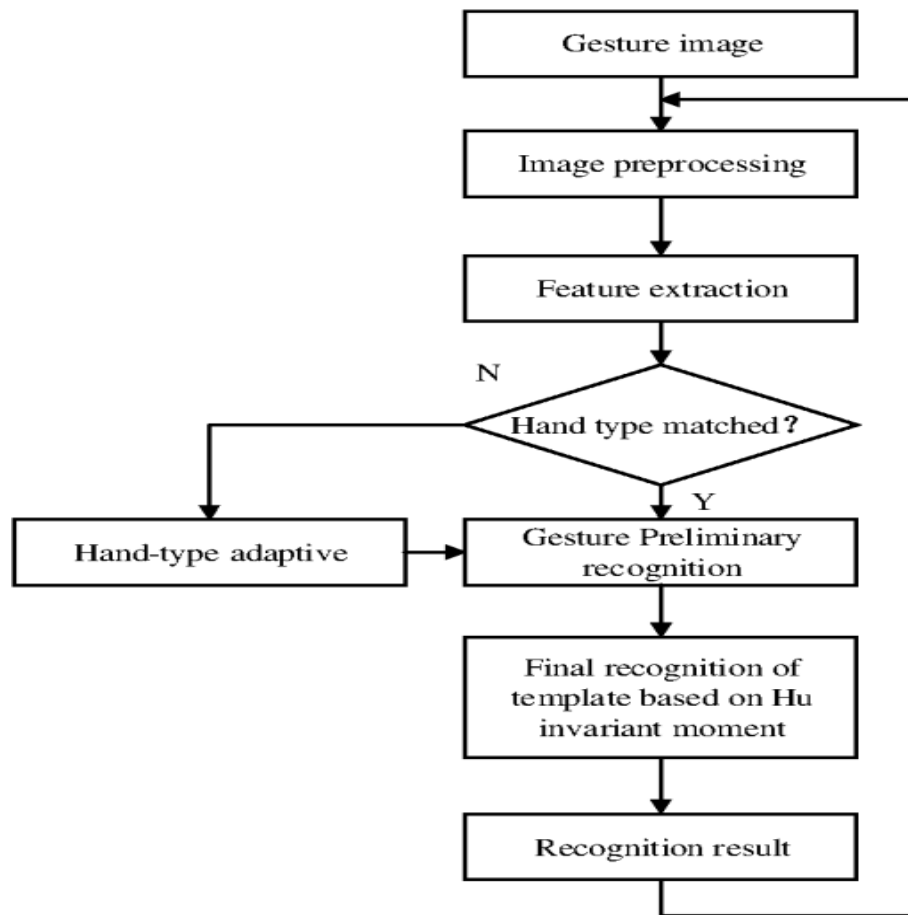 Gesture image
Image preprocessing
Feature extraction
N
Hand type matched?
Y
Hand-type adaptive
Gesture Preliminary
recognition
Final recognition of
template based on Hu
invariant moment
Recognition result